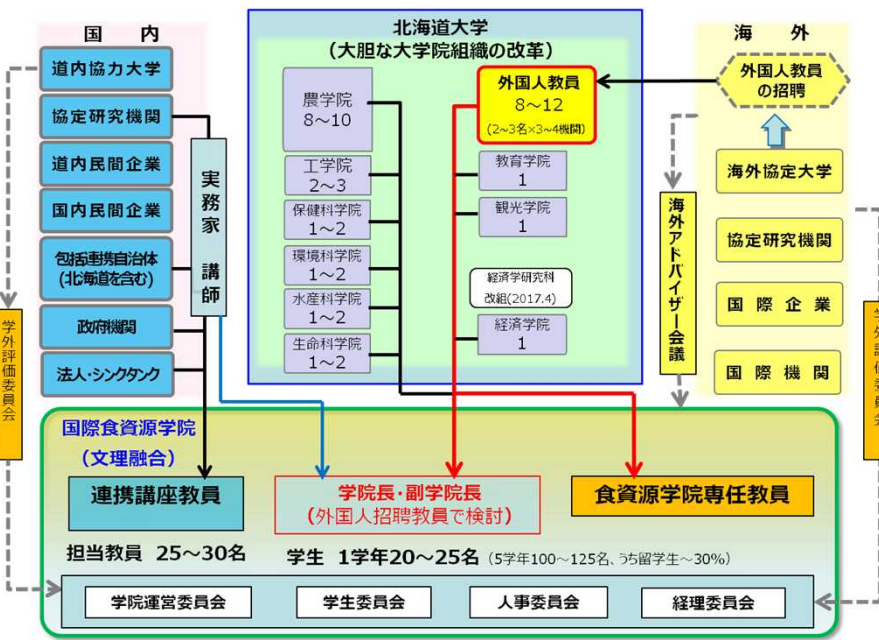 国　内
道内協力大学
協定研究機関
道内民間企業
国内民間企業
包括連携自治体
(北海道を含む)
政府機関
法人・シンクタンク
実務家　講師
学外評価委員会
北海道大学
(大胆な大学院組織の改革)
農学院
8～10
工学院
2～3
保健科学院
1～2
環境科学院
1～2
水産科学院
1～2
生命科学院
1～2
外国人教員
8～12
(2～3名×3～4機関)
教育学院
1
観光学院
1
経済学研究科
改組(2017.4)
経済学院
1
海　外
外国人教員
の招聘
海外協定大学
協定研究機関
国　際　企　業
国　際　機　関
海外アドバイザー会議
学外評価委員会
国際食資源学院
(文理融合)
連携講座教員
学院長・副学院長
(外国人招聘教員で検討)
食資源学院専任教員
担当教員 25～30名
学生 1学年20～25名 (5学年100～125名、うち留学生～30%)
学院運営委員会
学生委員会
人事委員会
経理委員会